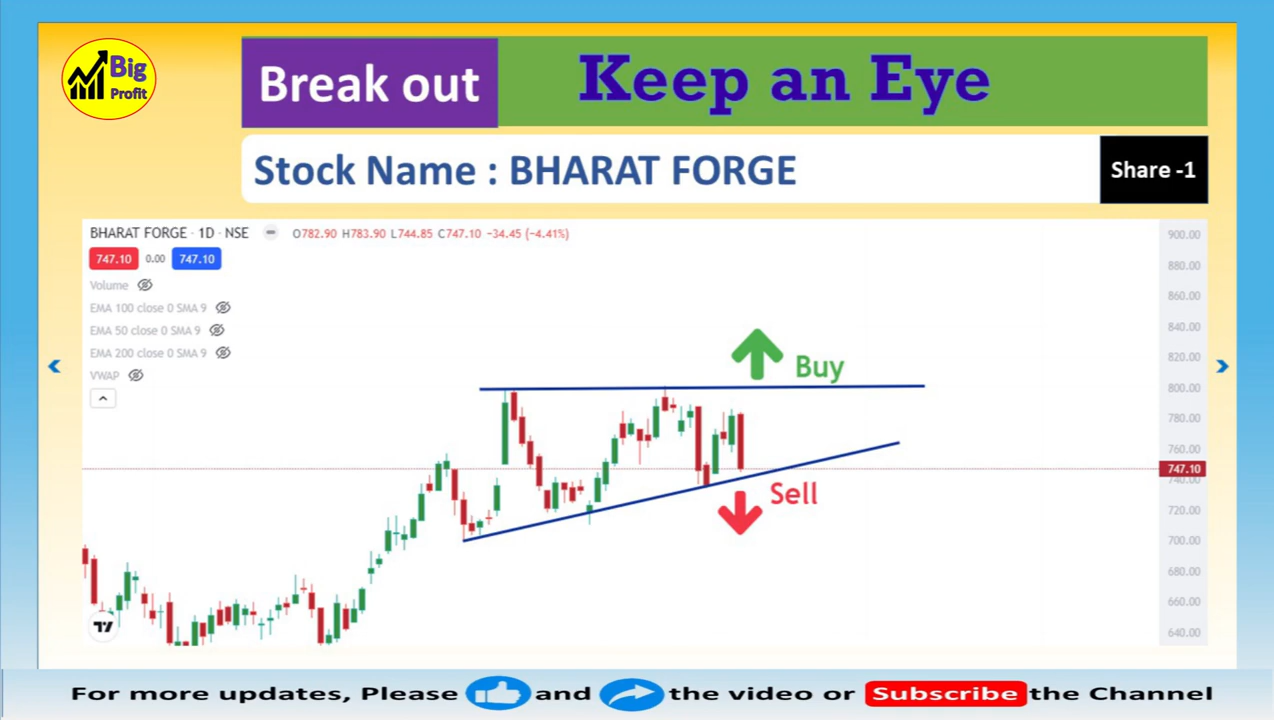 Big
Profit
Break out
Keep an Eye
Stock Name : BHARAT FORGE
Share -1
BHARAT FORGE · 1D · NSE
O782.90 H783.90 L744.85 C747.10 −34.45 (−4.41%)
747.10 0.00 747.10
Volume
EMA 100 close 0 SMA 9
EMA 50 close 0 SMA 9
EMA 200 close 0 SMA 9
VWAP
Buy
Sell
900.00
880.00
860.00
840.00
820.00
800.00
780.00
760.00
747.10
740.00
720.00
700.00
680.00
660.00
640.00
For more updates, Please and the video or Subscribe the Channel